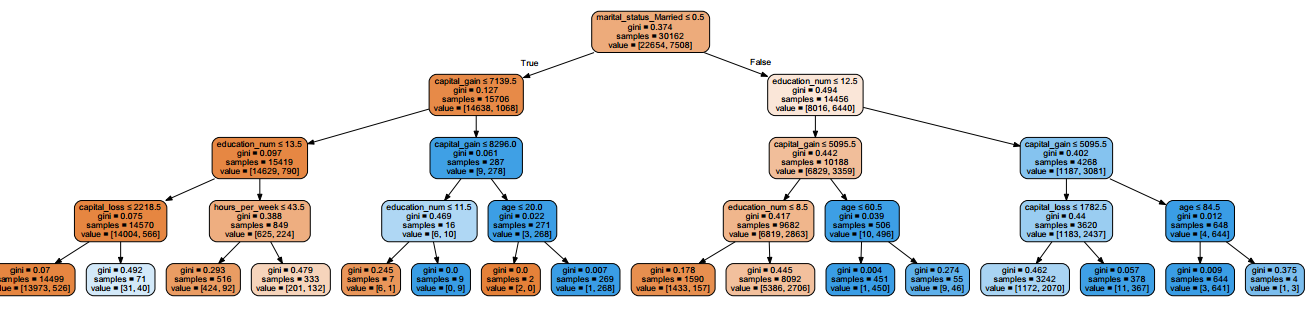 marital_status_Married ≤ 0.5
gini = 0.374
samples = 30162
value = [22654, 7508]
True
False
capital_gain ≤ 7139.5
gini = 0.127
samples = 15706
value = [14638, 1068]
education_num ≤ 12.5
gini = 0.494
samples = 14456
value = [8016, 6440]
education_num ≤ 13.5
gini = 0.097
samples = 15419
value = [14629, 790]
capital_gain ≤ 8296.0
gini = 0.061
samples = 287
value = [9, 278]
capital_gain ≤ 5095.5
gini = 0.442
samples = 10188
value = [6829, 3359]
capital_gain ≤ 5095.5
gini = 0.402
samples = 4268
value = [1187, 3081]
capital_loss ≤ 2218.5
gini = 0.075
samples = 14570
value = [14004, 566]
hours_per_week ≤ 43.5
gini = 0.388
samples = 849
value = [625, 224]
education_num ≤ 11.5
gini = 0.469
samples = 16
value = [6, 10]
age ≤ 20.0
gini = 0.022
samples = 271
value = [3, 268]
education_num ≤ 8.5
gini = 0.417
samples = 9682
value = [6819, 2863]
age ≤ 60.5
gini = 0.039
samples = 506
value = [10, 496]
capital_loss ≤ 1782.5
gini = 0.44
samples = 3620
value = [1183, 2437]
age ≤ 84.5
gini = 0.012
samples = 648
value = [4, 644]
gini = 0.07
samples = 14499
lue = [13973, 526]
gini = 0.492
samples = 71
value = [31, 40]
gini = 0.293
samples = 516
value = [424, 92]
gini = 0.479
samples = 333
value = [201, 132]
gini = 0.245
samples = 7
value = [6, 1]
gini = 0.0
samples = 9
value = [0, 9]
gini = 0.0
samples = 2
value = [2, 0]
gini = 0.007
samples = 269
value = [1, 268]
gini = 0.178
samples = 1590
value = [1433, 157]
gini = 0.445
samples = 8092
value = [5386, 2706]
gini = 0.004
samples = 451
value = [1, 450]
gini = 0.274
samples = 55
value = [9, 46]
gini = 0.462
samples = 3242
value = [1172, 2070]
gini = 0.057
samples = 378
value = [11, 367]
gini = 0.009
samples = 644
value = [3, 641]
gini = 0.375
samples = 4
value = [1, 3]